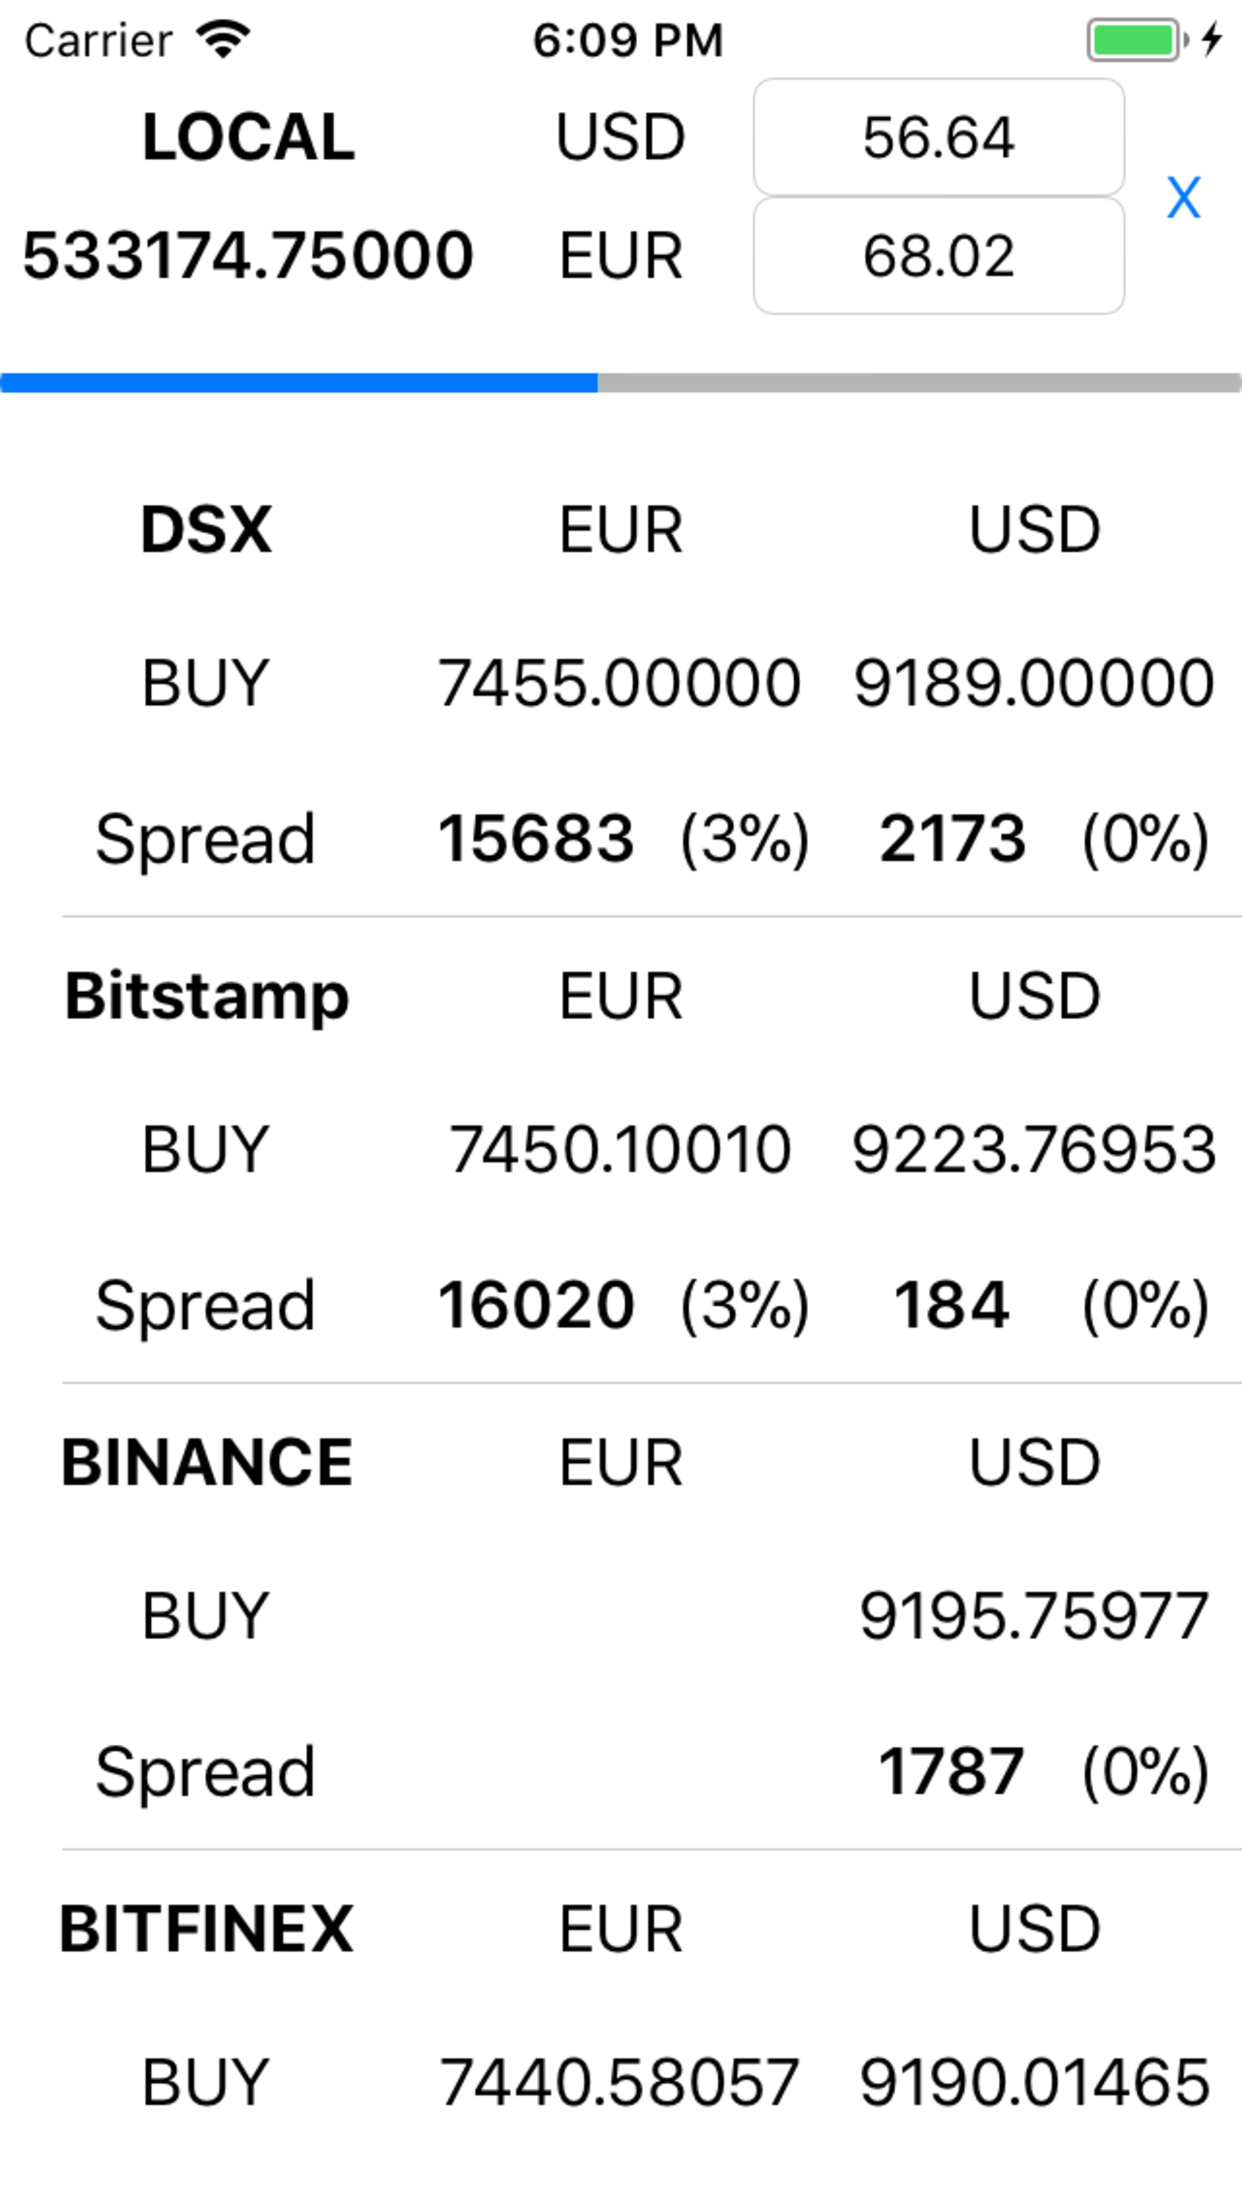 Carrier 6:09 PM
LOCAL USD 56.64
X
533174.75000 EUR 68.02
DSX EUR USD
BUY 7455.00000 9189.00000
Spread 15683 (3%) 2173 (0%)
Bitstamp EUR USD
BUY 7450.10010 9223.76953
Spread 16020 (3%) 184 (0%)
BINANCE EUR USD
BUY 9195.75977
Spread 1787 (0%)
BITFINEX EUR USD
BUY 7440.58057 9190.01465